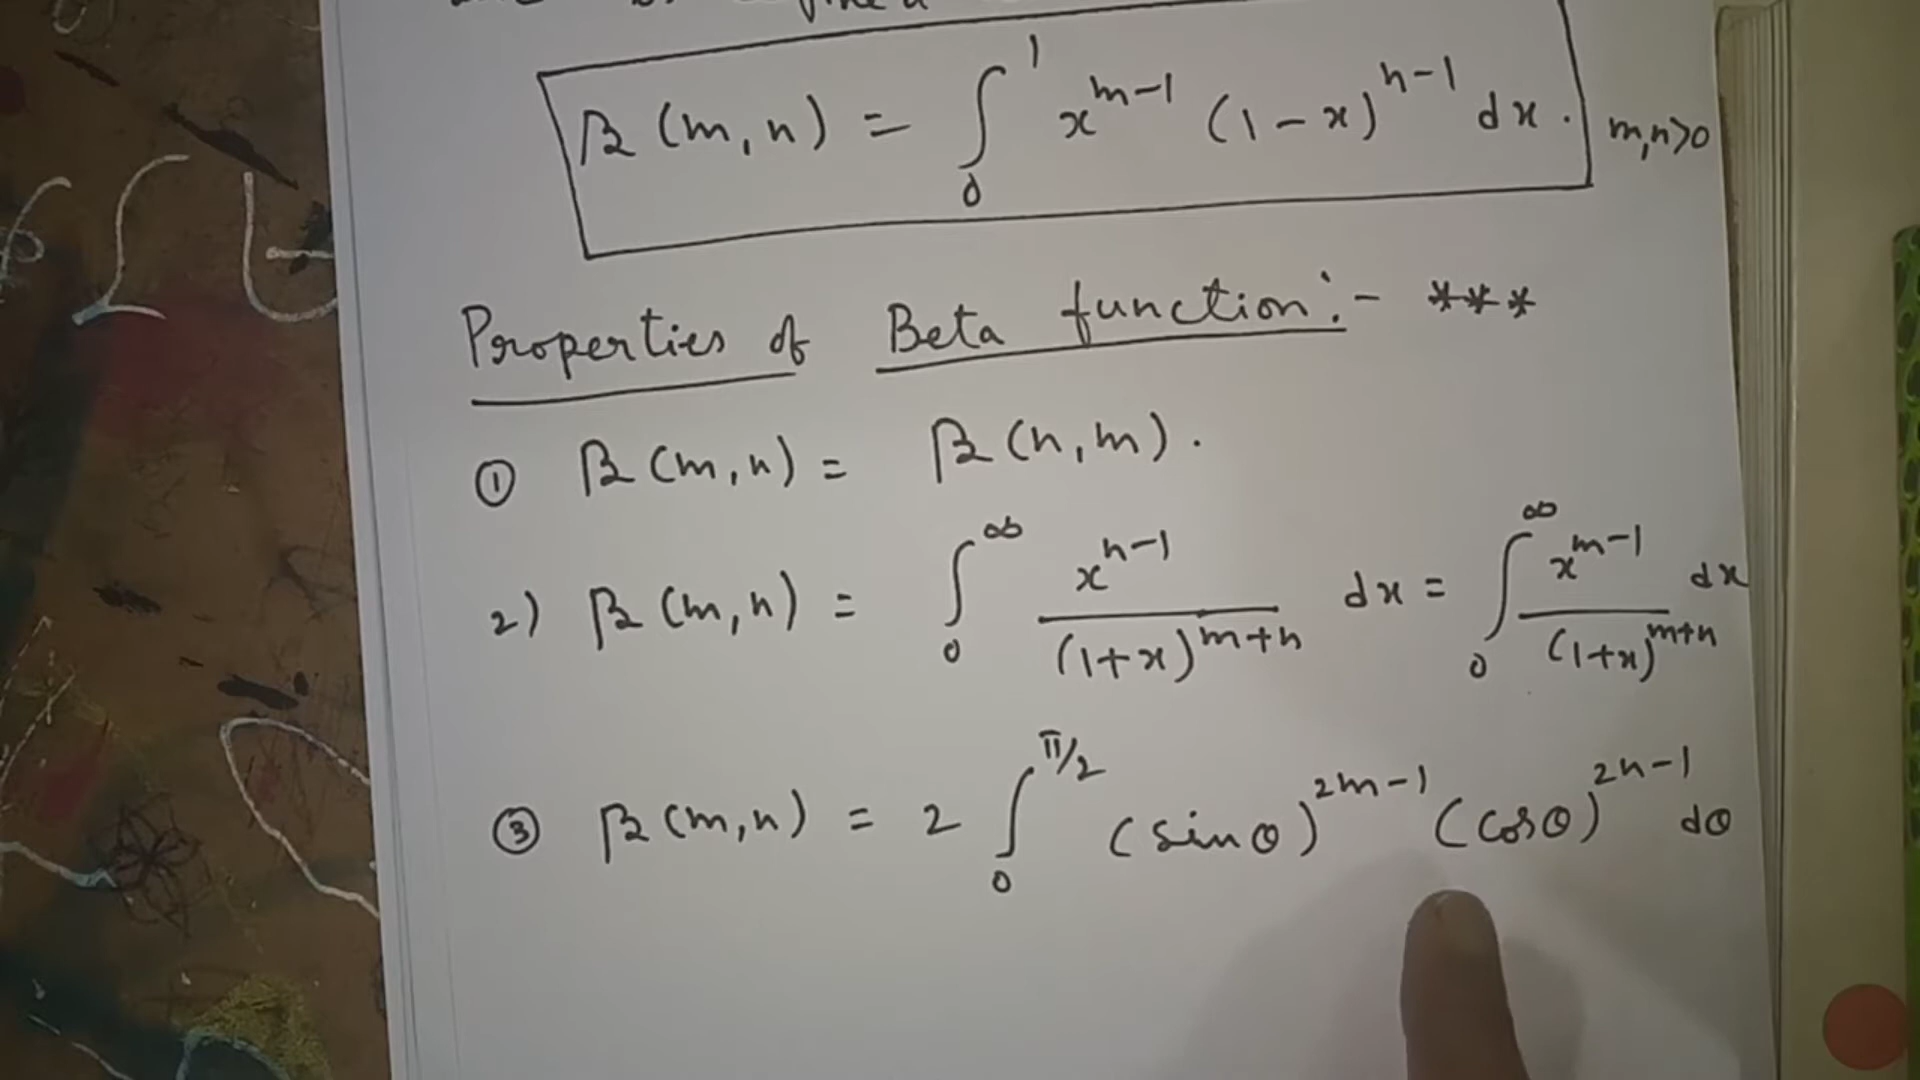 β(m,n) = ∫₀¹ x^{m-1} (1-x)^{n-1} dx. m,n>0
Properties of Beta function:- ***
① β(m,n) = β(n,m).
2) β(m,n) = ∫₀^∞ x^{n-1}/(1+x)^{m+n} dx = ∫₀^∞ x^{m-1}/(1+x)^{m+n} dx
③ β(m,n) = 2 ∫₀^{π/2} (sinθ)^{2m-1} (cosθ)^{2n-1} dθ